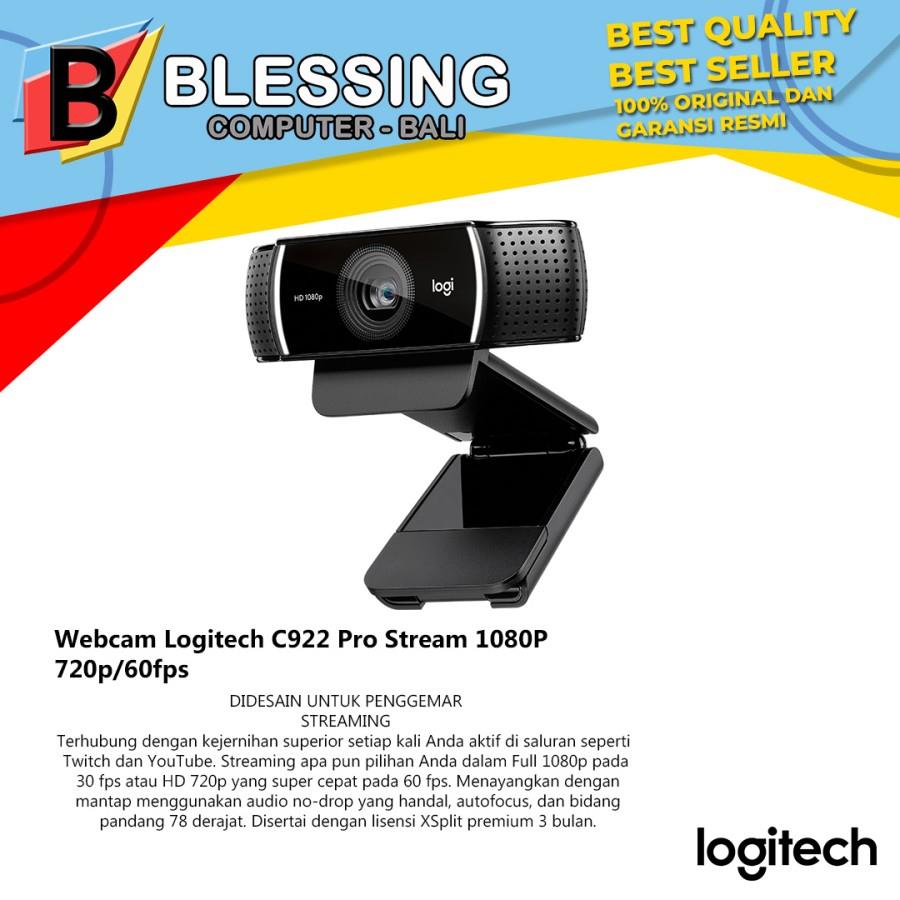 B
BLESSING
COMPUTER - BALI
BEST QUALITY
BEST SELLER
100% ORIGINAL DAN
GARANSI RESMI
HD 1080p
logi
Webcam Logitech C922 Pro Stream 1080P
720p/60fps
DIDESAIN UNTUK PENGGEMAR
STREAMING
Terhubung dengan kejernihan superior setiap kali Anda aktif di saluran seperti
Twitch dan YouTube. Streaming apa pun pilihan Anda dalam Full 1080p pada
30 fps atau HD 720p yang super cepat pada 60 fps. Menayangkan dengan
mantap menggunakan audio no-drop yang handal, autofocus, dan bidang
pandang 78 derajat. Disertai dengan lisensi XSplit premium 3 bulan.
logitech